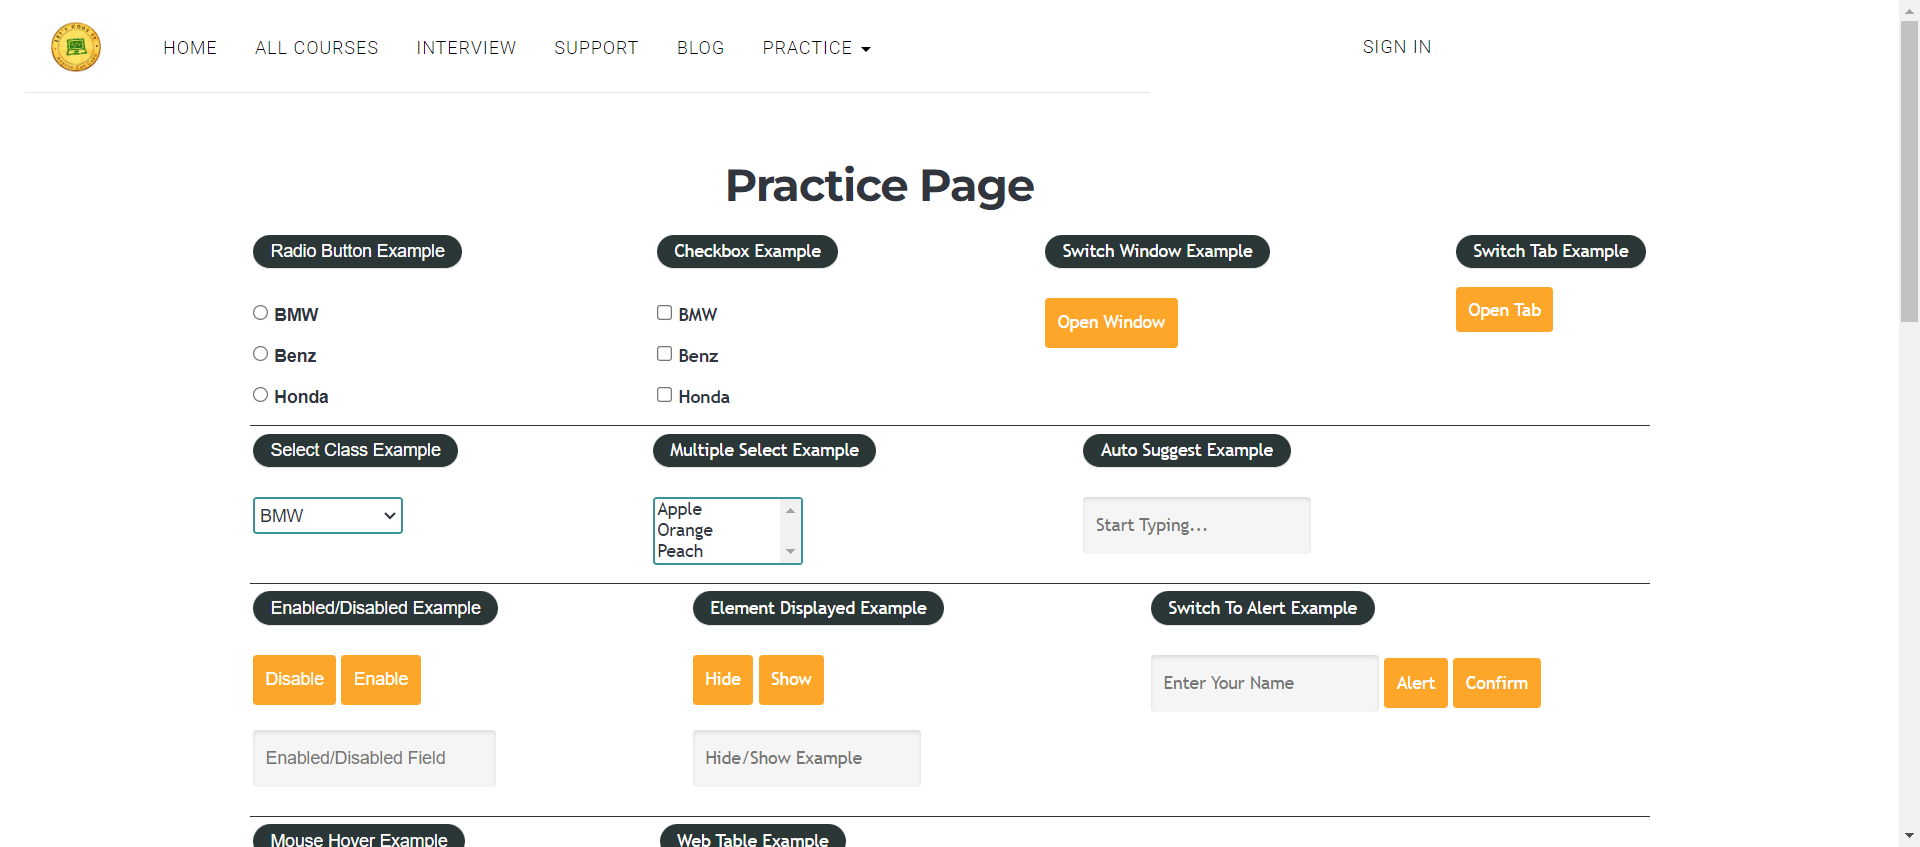 HOME ALL COURSES INTERVIEW SUPPORT BLOG PRACTICE SIGN IN
Practice Page
Radio Button Example Checkbox Example Switch Window Example Switch Tab Example
BMW BMW Open Window Open Tab
Benz Benz
Honda Honda
Select Class Example Multiple Select Example Auto Suggest Example
BMW Apple Start Typing...
Orange
Peach
Enabled/Disabled Example Element Displayed Example Switch To Alert Example
Disable Enable Hide Show Enter Your Name Alert Confirm
Enabled/Disabled Field Hide/Show Example
Mouse Hover Example Web Table Example